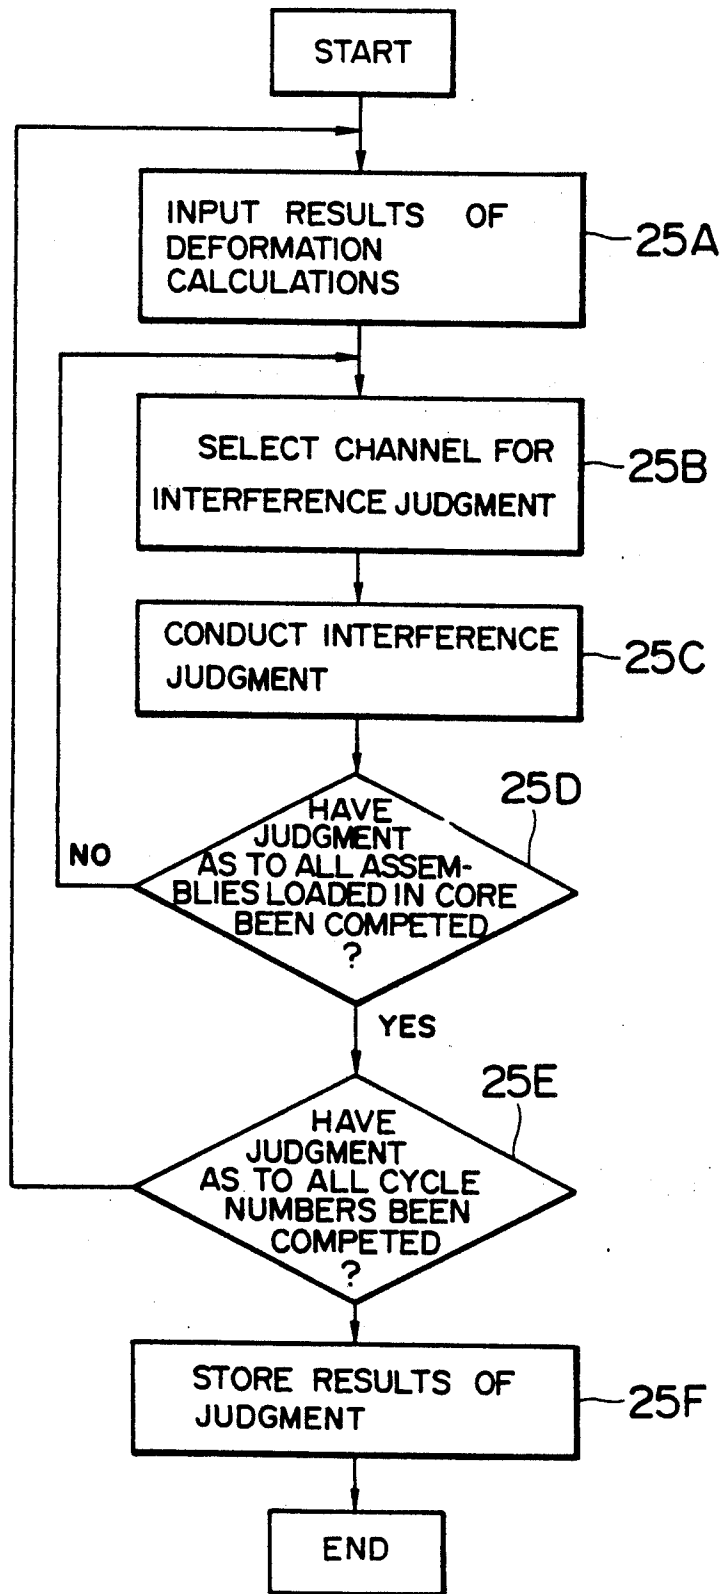 START
INPUT RESULTS OF
DEFORMATION
CALCULATIONS
25A
SELECT CHANNEL FOR
INTERFERENCE JUDGMENT
25B
CONDUCT INTERFERENCE
JUDGMENT
25C
25D
HAVE
JUDGMENT
AS TO ALL ASSEM-
BLIES LOADED IN CORE
BEEN COMPETED
?
NO
YES
25E
HAVE
JUDGMENT
AS TO ALL CYCLE
NUMBERS BEEN
COMPETED
?
STORE RESULTS OF
JUDGMENT
25F
END